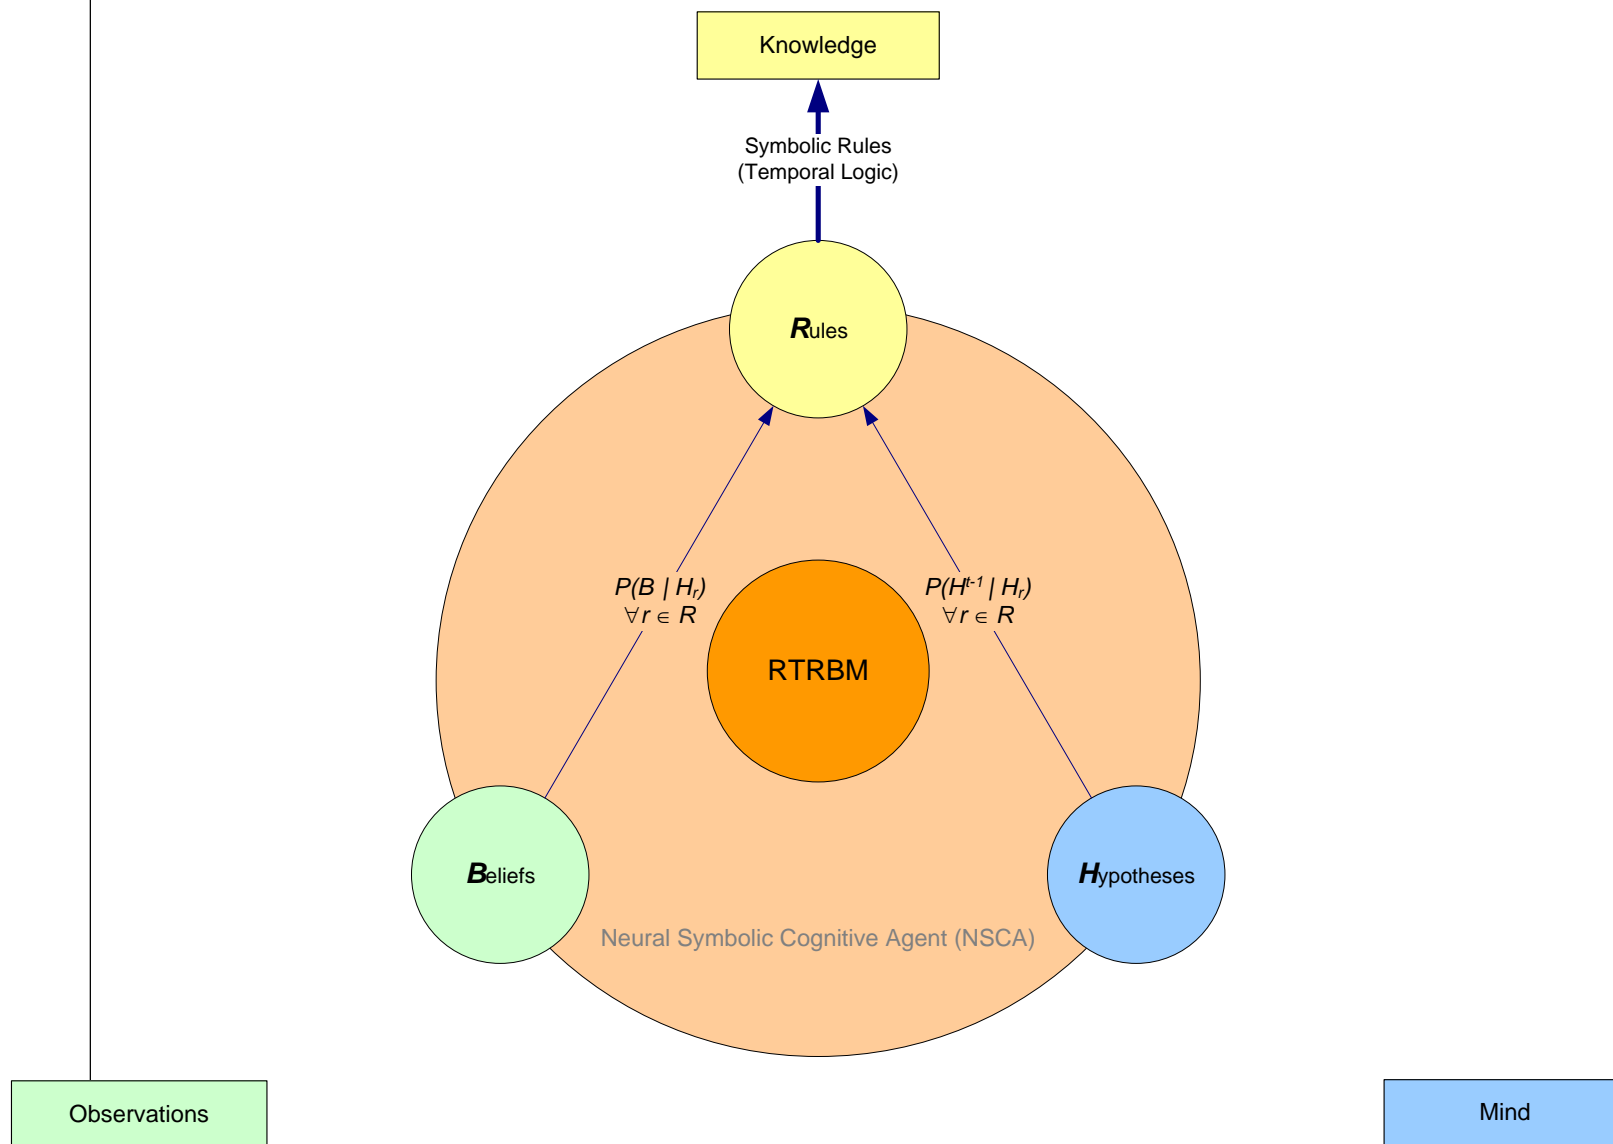 Knowledge
Symbolic Rules
(Temporal Logic)
Rules
P(B | Hr)
∀ r ∈ R
P(H^t-1 | Hr)
∀ r ∈ R
RTRBM
Beliefs
Hypotheses
Neural Symbolic Cognitive Agent (NSCA)
Observations
Mind